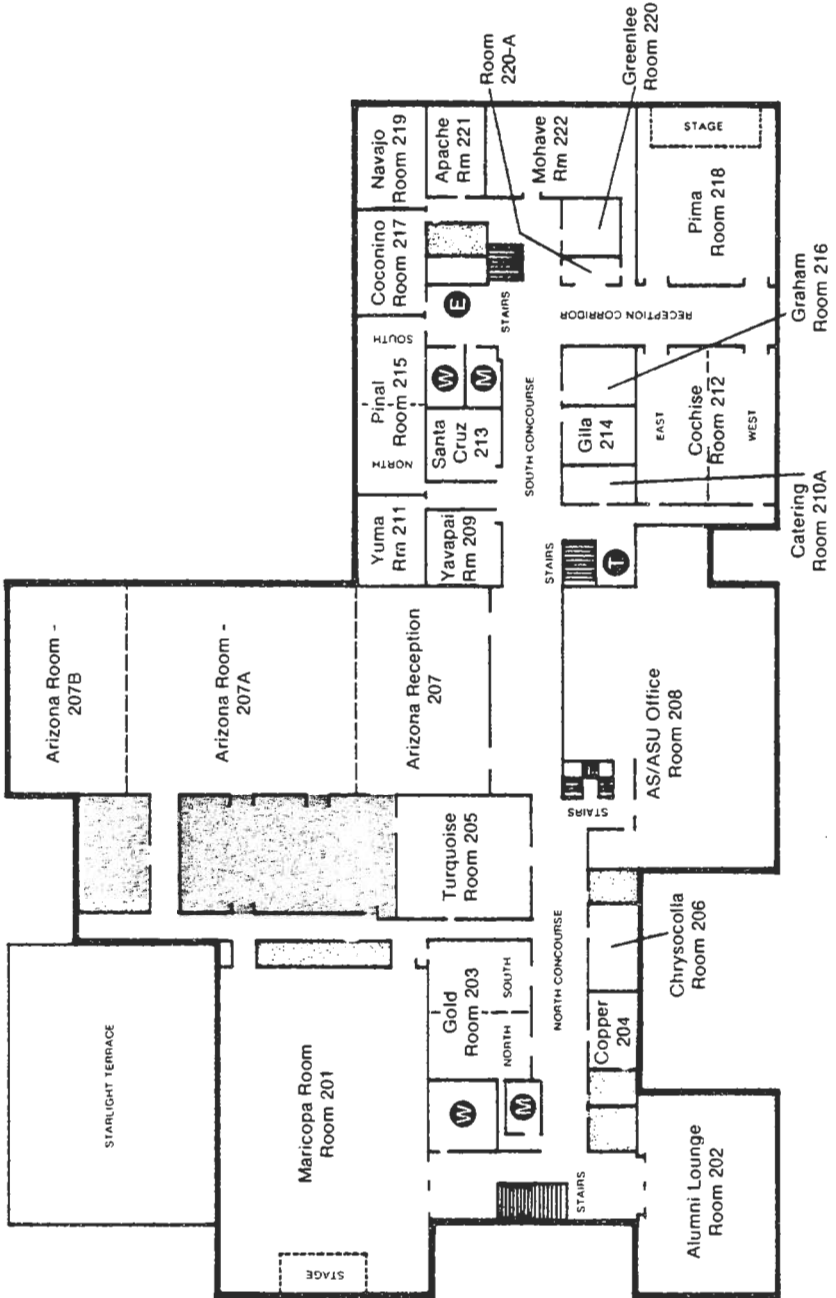 STARLIGHT TERRACE
Arizona Room -
207B
Arizona Room -
207A
Arizona Reception
207
Maricopa Room
Room 201
STAGE
Turquoise
Room 205
Gold
Room 203
NORTH
SOUTH
W
M
STAIRS
NORTH CONCOURSE
Copper
204
Chrysocolla
Room 206
Alumni Lounge
Room 202
STAIRS
AS/ASU Office
Room 208
Yuma
Rm 211
Yavapai
Rm 209
NORTH
Pinal
Room 215
SOUTH
Coconino
Room 217
Navajo
Room 219
Santa
Cruz
213
W
M
E
STAIRS
Apache
Rm 221
Mohave
Rm 222
Room
220-A
Greenlee
Room 220
SOUTH CONCOURSE
STAIRS
T
Gila
214
RECEPTION CORRIDOR
EAST
Cochise
Room 212
WEST
Pima
Room 218
STAGE
Catering
Room 210A
Graham
Room 216